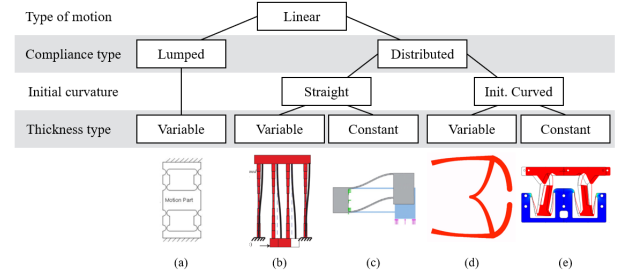 Type of motion
Linear
Compliance type
Lumped
Distributed
Initial curvature
Straight
Init. Curved
Thickness type
Variable
Variable
Constant
Variable
Constant
Motion Part
(a)
(b)
(c)
(d)
(e)